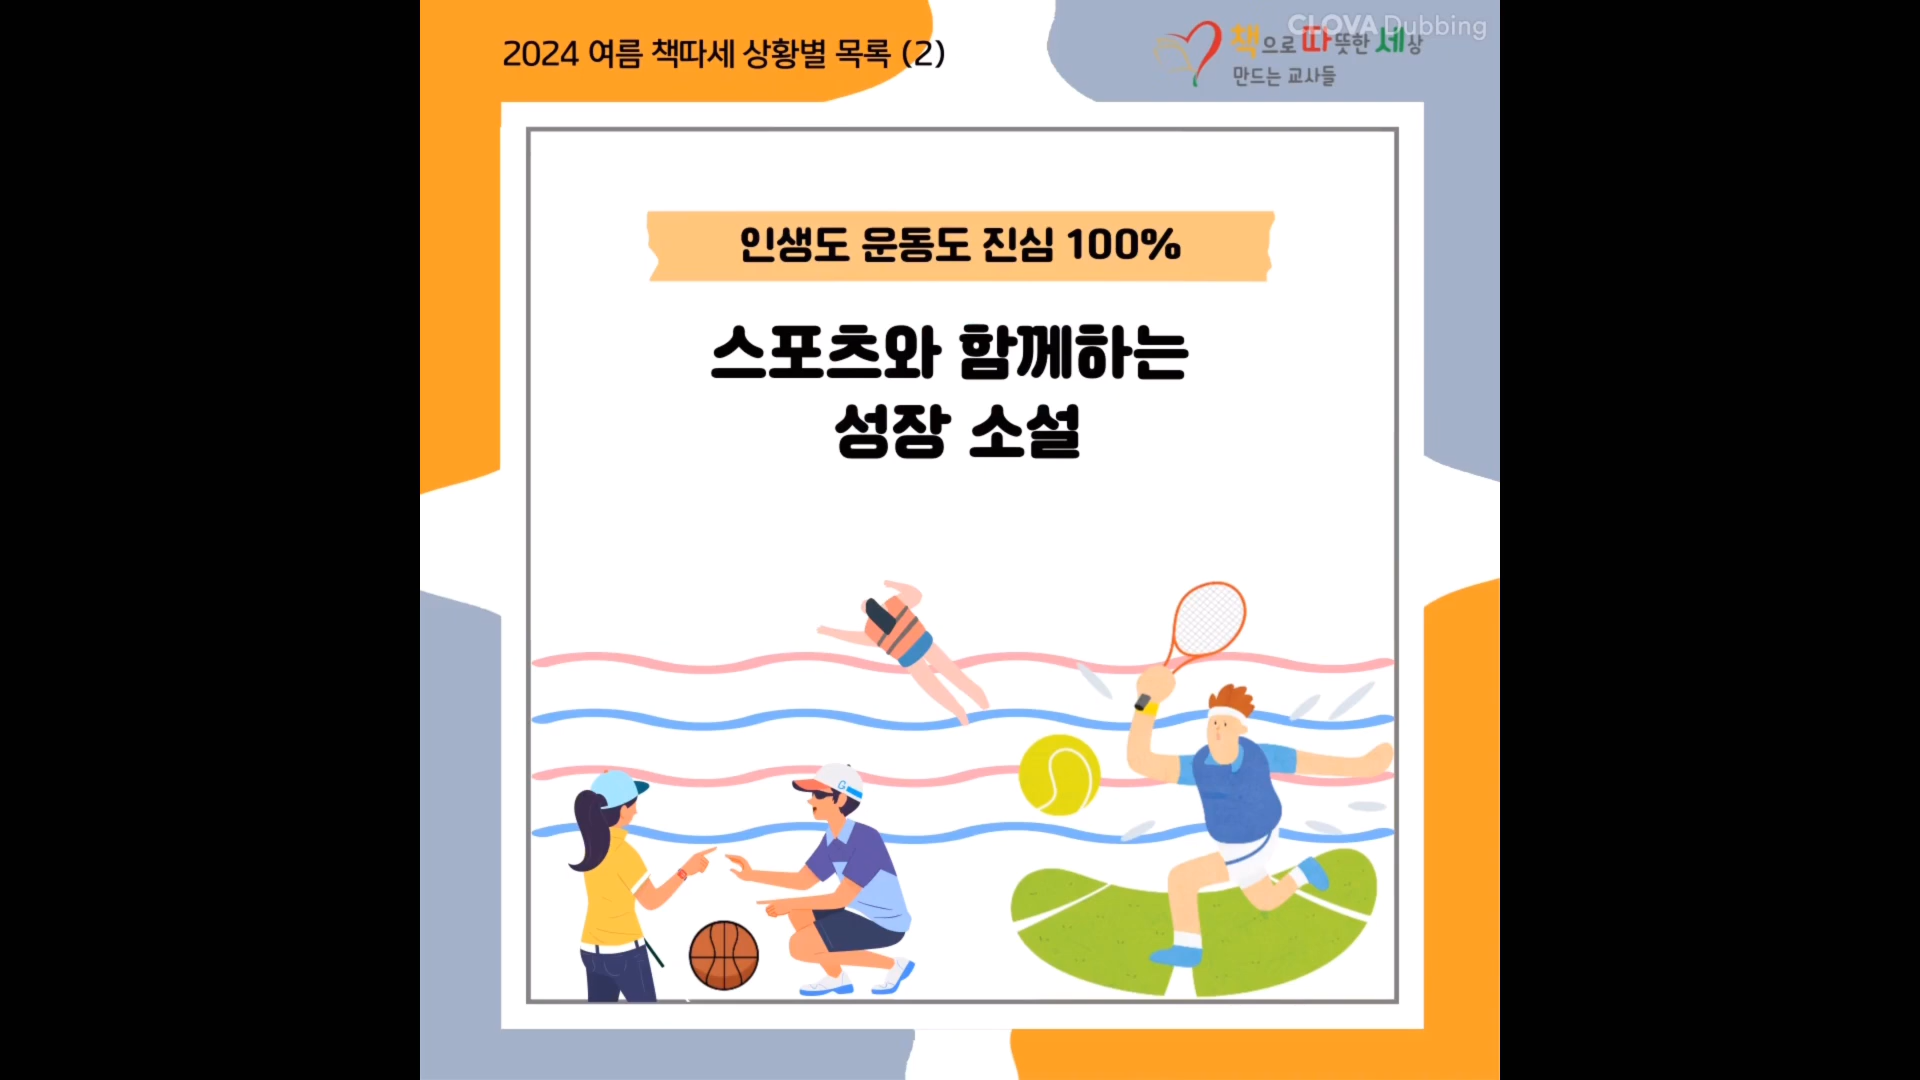 2024 여름 책따세 상황별 목록 (2)
CLOVA Dubbing
책으로 따뜻한 세상
만드는 교사들
인생도 운동도 진심 100%
스포츠와 함께하는
성장 소설
G